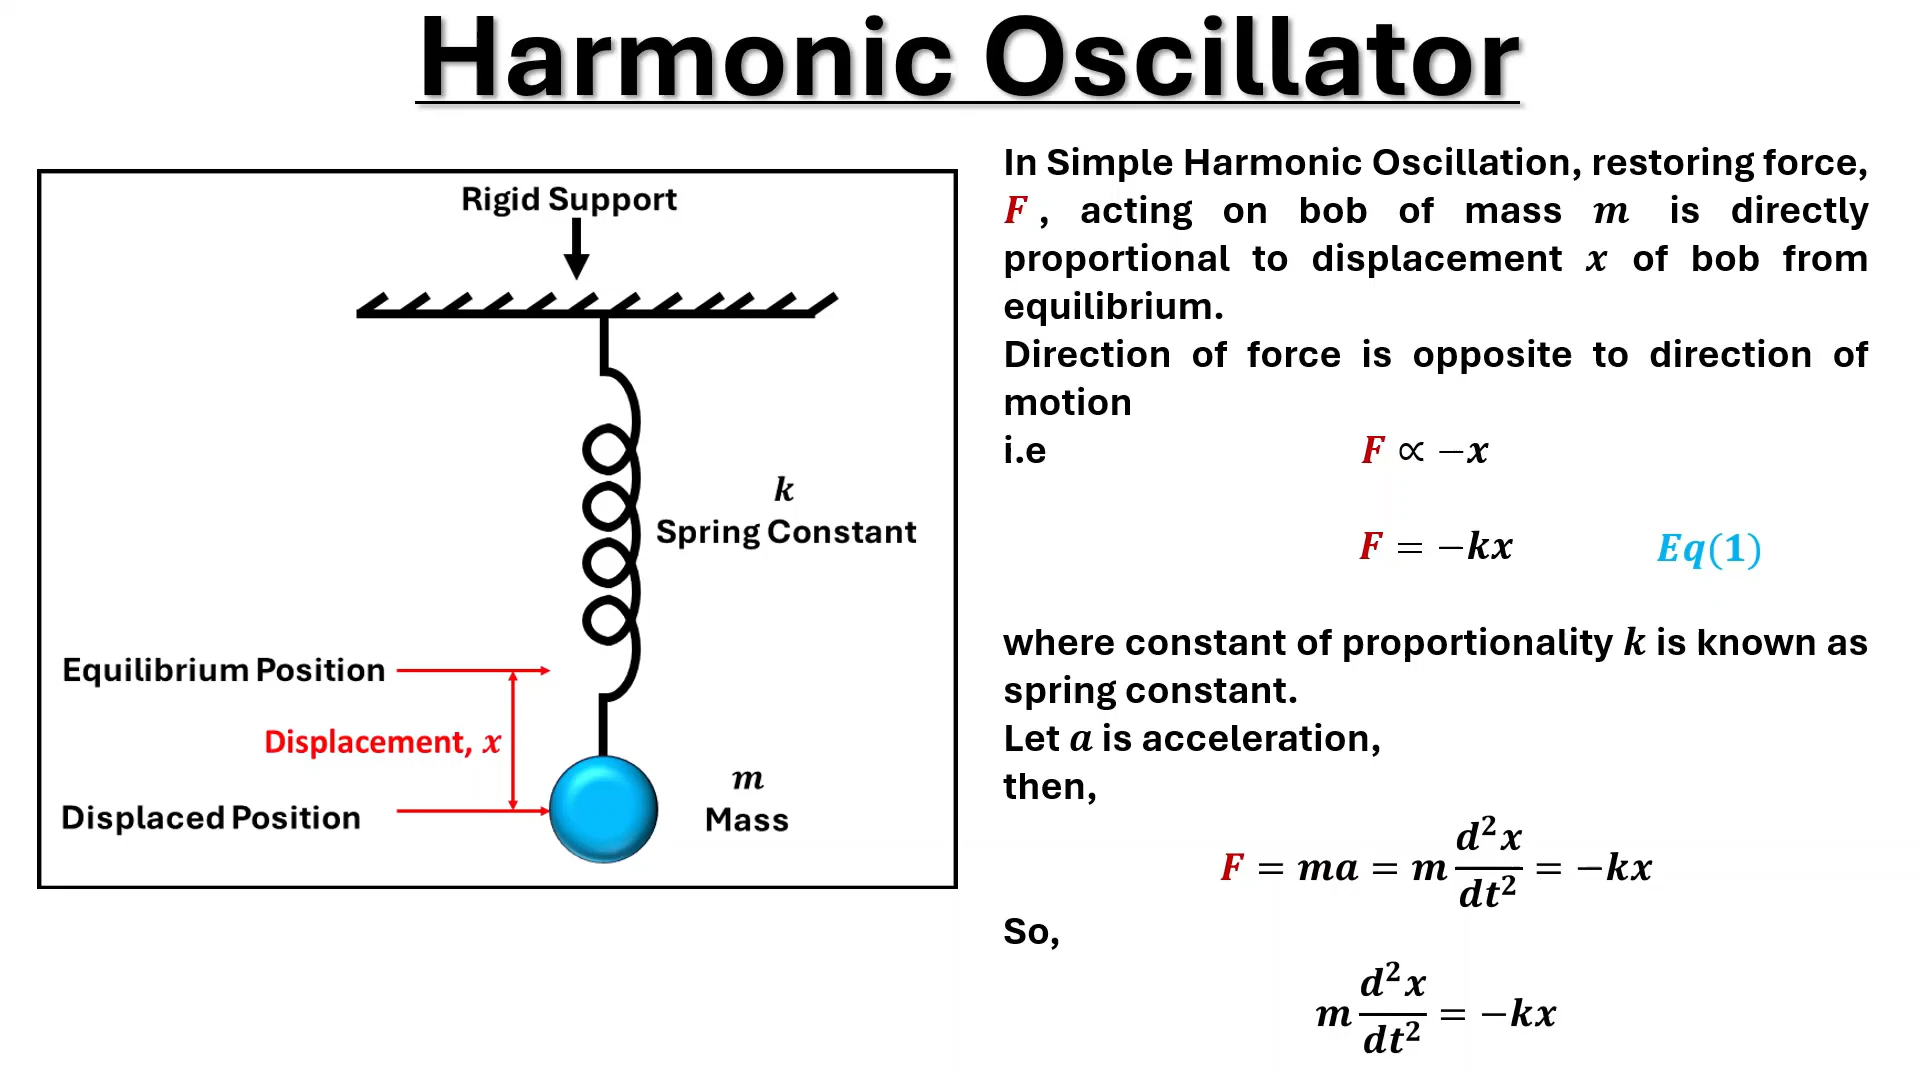 Harmonic Oscillator
Rigid Support
k
Spring Constant
Equilibrium Position
Displacement, x
Displaced Position
m
Mass
In Simple Harmonic Oscillation, restoring force,
F , acting on bob of mass m is directly
proportional to displacement x of bob from
equilibrium.
Direction of force is opposite to direction of
motion
i.e F ∝ −x
F = −kx Eq(1)
where constant of proportionality k is known as
spring constant.
Let a is acceleration,
then,
F = ma = m d²x/dt² = −kx
So,
m d²x/dt² = −kx